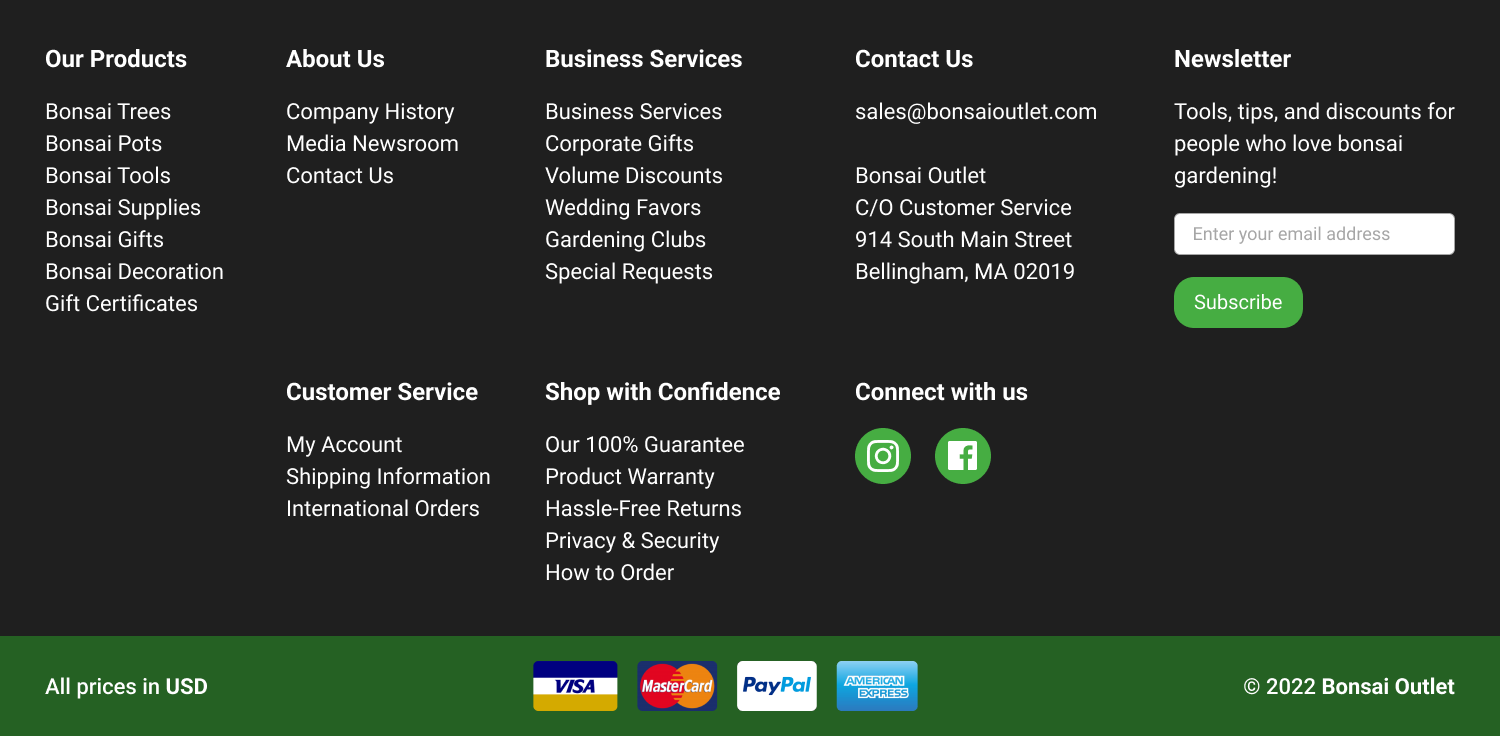 Our Products
Bonsai Trees
Bonsai Pots
Bonsai Tools
Bonsai Supplies
Bonsai Gifts
Bonsai Decoration
Gift Certificates
About Us
Company History
Media Newsroom
Contact Us
Business Services
Business Services
Corporate Gifts
Volume Discounts
Wedding Favors
Gardening Clubs
Special Requests
Contact Us
sales@bonsaioutlet.com
Bonsai Outlet
C/O Customer Service
914 South Main Street
Bellingham, MA 02019
Newsletter
Tools, tips, and discounts for
people who love bonsai
gardening!
Enter your email address
Subscribe
Customer Service
My Account
Shipping Information
International Orders
Shop with Confidence
Our 100% Guarantee
Product Warranty
Hassle-Free Returns
Privacy & Security
How to Order
Connect with us
All prices in USD
VISA
MasterCard
PayPal
AMERICAN
EXPRESS
© 2022 Bonsai Outlet